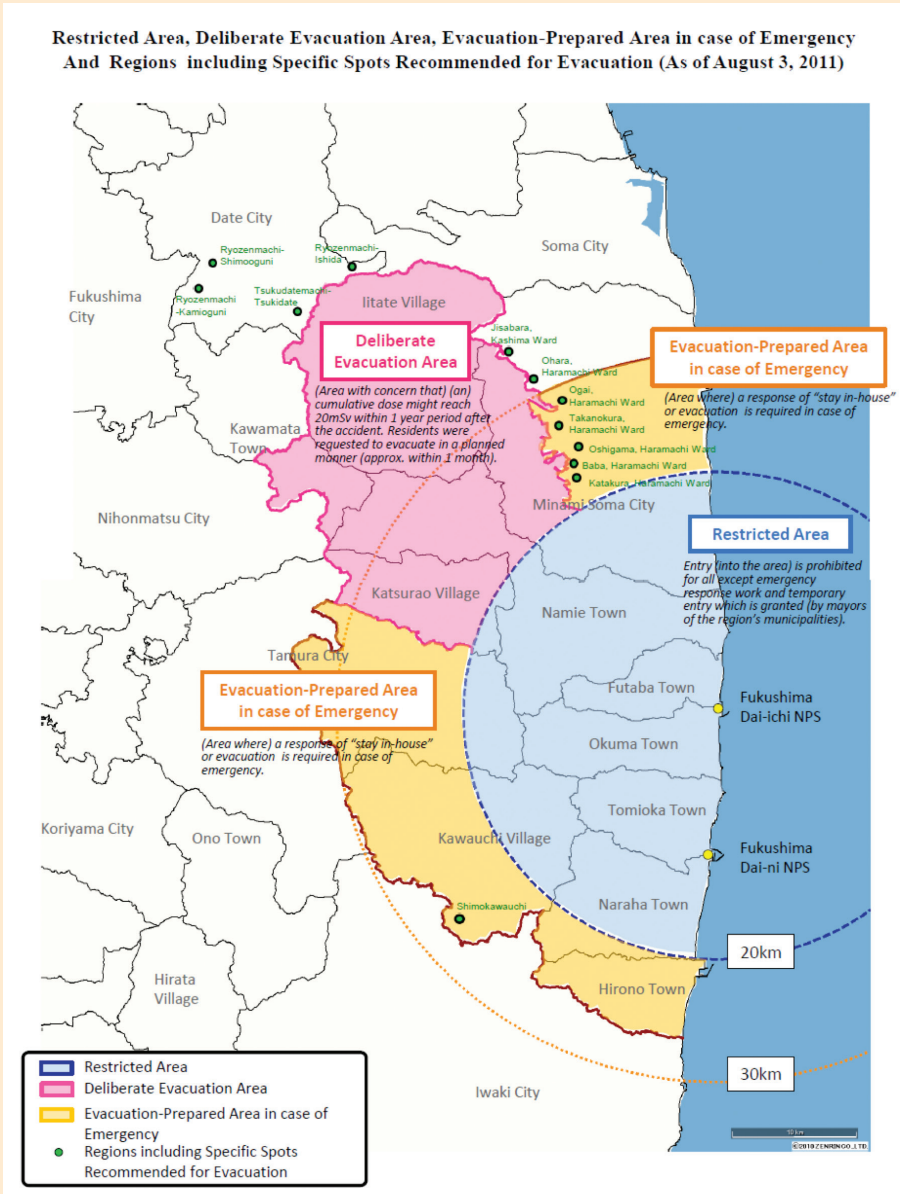 Restricted Area, Deliberate Evacuation Area, Evacuation-Prepared Area in case of Emergency
And Regions including Specific Spots Recommended for Evacuation (As of August 3, 2011)
Date City
Ryozenmachi-
Shimooguni
Ryozenmachi-
Ishida
Soma City
Fukushima
City
Ryozenmachi
-Kamioguni
Tsukudatemachi-
Tsukidate
Iitate Village
Jisabara,
Kashima Ward
Deliberate
Evacuation Area
(Area with concern that) (an)
cumulative dose might reach
20mSv within 1 year period after
the accident. Residents were
requested to evacuate in a planned
manner (approx. within 1 month).
Ohara,
Haramachi Ward
Evacuation-Prepared Area
in case of Emergency
(Area where) a response of "stay in-house"
or evacuation is required in case of
emergency.
Ogai,
Haramachi Ward
Takanokura,
Haramachi Ward
Oshigama, Haramachi Ward
Baba, Haramachi Ward
Katakura, Haramachi Ward
Kawamata
Town
Nihonmatsu City
Minami Soma City
Restricted Area
Entry (into the area) is prohibited
for all except emergency
response work and temporary
entry which is granted (by mayors
of the region's municipalities).
Katsurao Village
Namie Town
Tamura City
Evacuation-Prepared Area
in case of Emergency
(Area where) a response of "stay in-house"
or evacuation is required in case of
emergency.
Futaba Town
Fukushima
Dai-ichi NPS
Okuma Town
Tomioka Town
Koriyama City
Ono Town
Kawauchi Village
Fukushima
Dai-ni NPS
Shimokawauchi
Naraha Town
20km
Hirata
Village
Hirono Town
30km
Iwaki City
Restricted Area
Deliberate Evacuation Area
Evacuation-Prepared Area in case of
Emergency
Regions including Specific Spots
Recommended for Evacuation
10 km
©2010 ZENRIN CO., LTD.